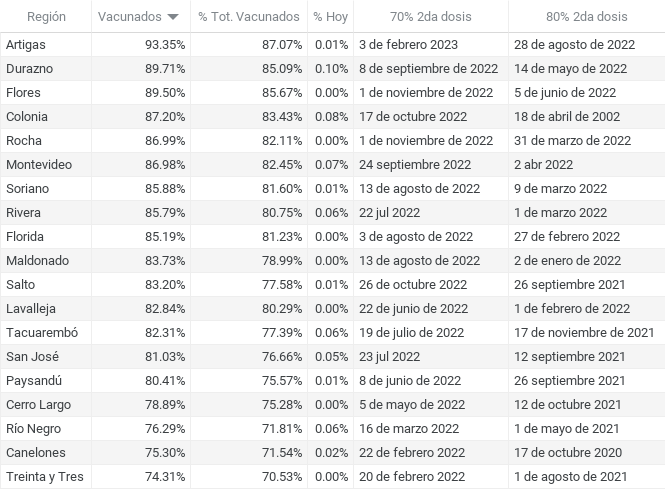 Región Vacunados % Tot. Vacunados % Hoy 70% 2da dosis 80% 2da dosis
Artigas 93.35% 87.07% 0.01% 3 de febrero 2023 28 de agosto de 2022
Durazno 89.71% 85.09% 0.10% 8 de septiembre de 2022 14 de mayo de 2022
Flores 89.50% 85.67% 0.00% 1 de noviembre de 2022 5 de junio de 2022
Colonia 87.20% 83.43% 0.08% 17 de octubre 2022 18 de abril de 2002
Rocha 86.99% 82.11% 0.00% 1 de noviembre de 2022 31 de marzo de 2022
Montevideo 86.98% 82.45% 0.07% 24 septiembre 2022 2 abr 2022
Soriano 85.88% 81.60% 0.01% 13 de agosto de 2022 9 de marzo 2022
Rivera 85.79% 80.75% 0.06% 22 jul 2022 1 de marzo 2022
Florida 85.19% 81.23% 0.00% 3 de agosto de 2022 27 de febrero 2022
Maldonado 83.73% 78.99% 0.00% 13 de agosto de 2022 2 de enero de 2022
Salto 83.20% 77.58% 0.01% 26 de octubre de 2022 26 septiembre 2021
Lavalleja 82.84% 80.29% 0.00% 22 de junio de 2022 1 de febrero de 2022
Tacuarembó 82.31% 77.39% 0.06% 19 de julio de 2022 17 de noviembre de 2021
San José 81.03% 76.66% 0.05% 23 jul 2022 12 septiembre 2021
Paysandú 80.41% 75.57% 0.01% 8 de junio de 2022 26 septiembre 2021
Cerro Largo 78.89% 75.28% 0.00% 5 de mayo de 2022 12 de octubre 2021
Río Negro 76.29% 71.81% 0.06% 16 de marzo 2022 1 de mayo de 2021
Canelones 75.30% 71.54% 0.02% 22 de febrero 2022 17 de octubre 2020
Treinta y Tres 74.31% 70.53% 0.00% 20 de febrero 2022 1 de agosto de 2021